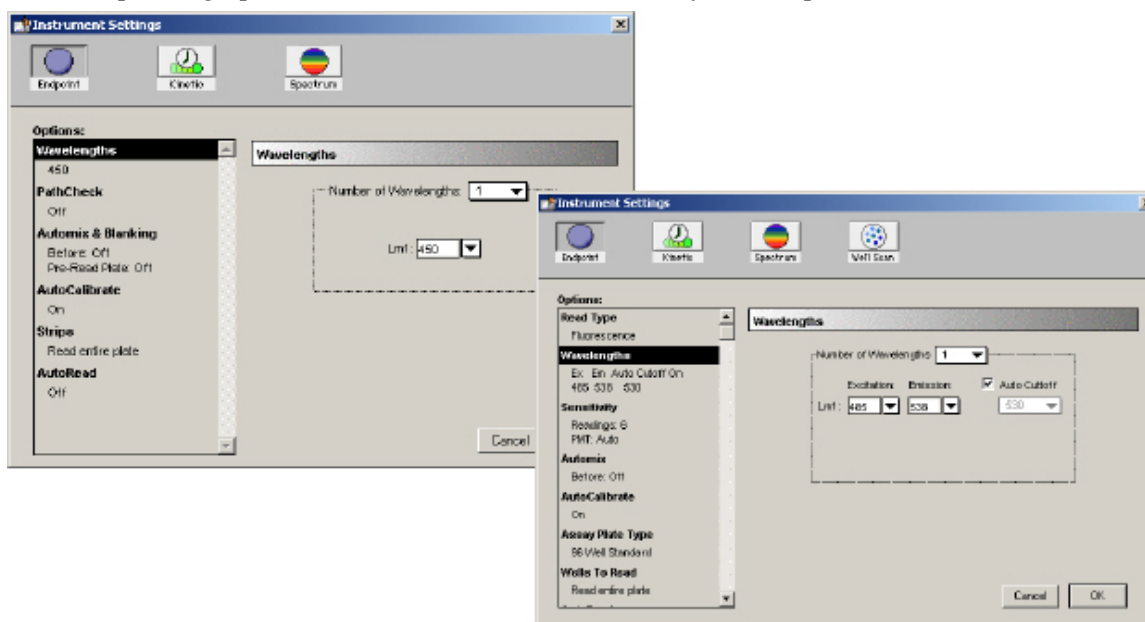 Instrument Settings
Endpoint
Kinetic
Spectrum
Options:
Wavelengths
450
PathCheck
Off
Automix & Blanking
Before: Off
Pre-Read Plate: Off
AutoCalibrate
On
Strips
Read entire plate
AutoRead
Off
Wavelengths
Number of Wavelengths: 1
Lm1: 450
Cancel
Instrument Settings
Endpoint
Kinetic
Spectrum
Well Scan
Options:
Read Type
Fluorescence
Wavelengths
Ex Em Auto Cutoff On
485 538 530
Sensitivity
Readings: 6
PMT: Auto
Automix
Before: Off
AutoCalibrate
On
Assay Plate Type
96 Well Standard
Wells To Read
Read entire plate
Wavelengths
Number of Wavelengths: 1
Excitation: Emission: Auto Cutoff
Lm1: 485 538 530
Cancel OK